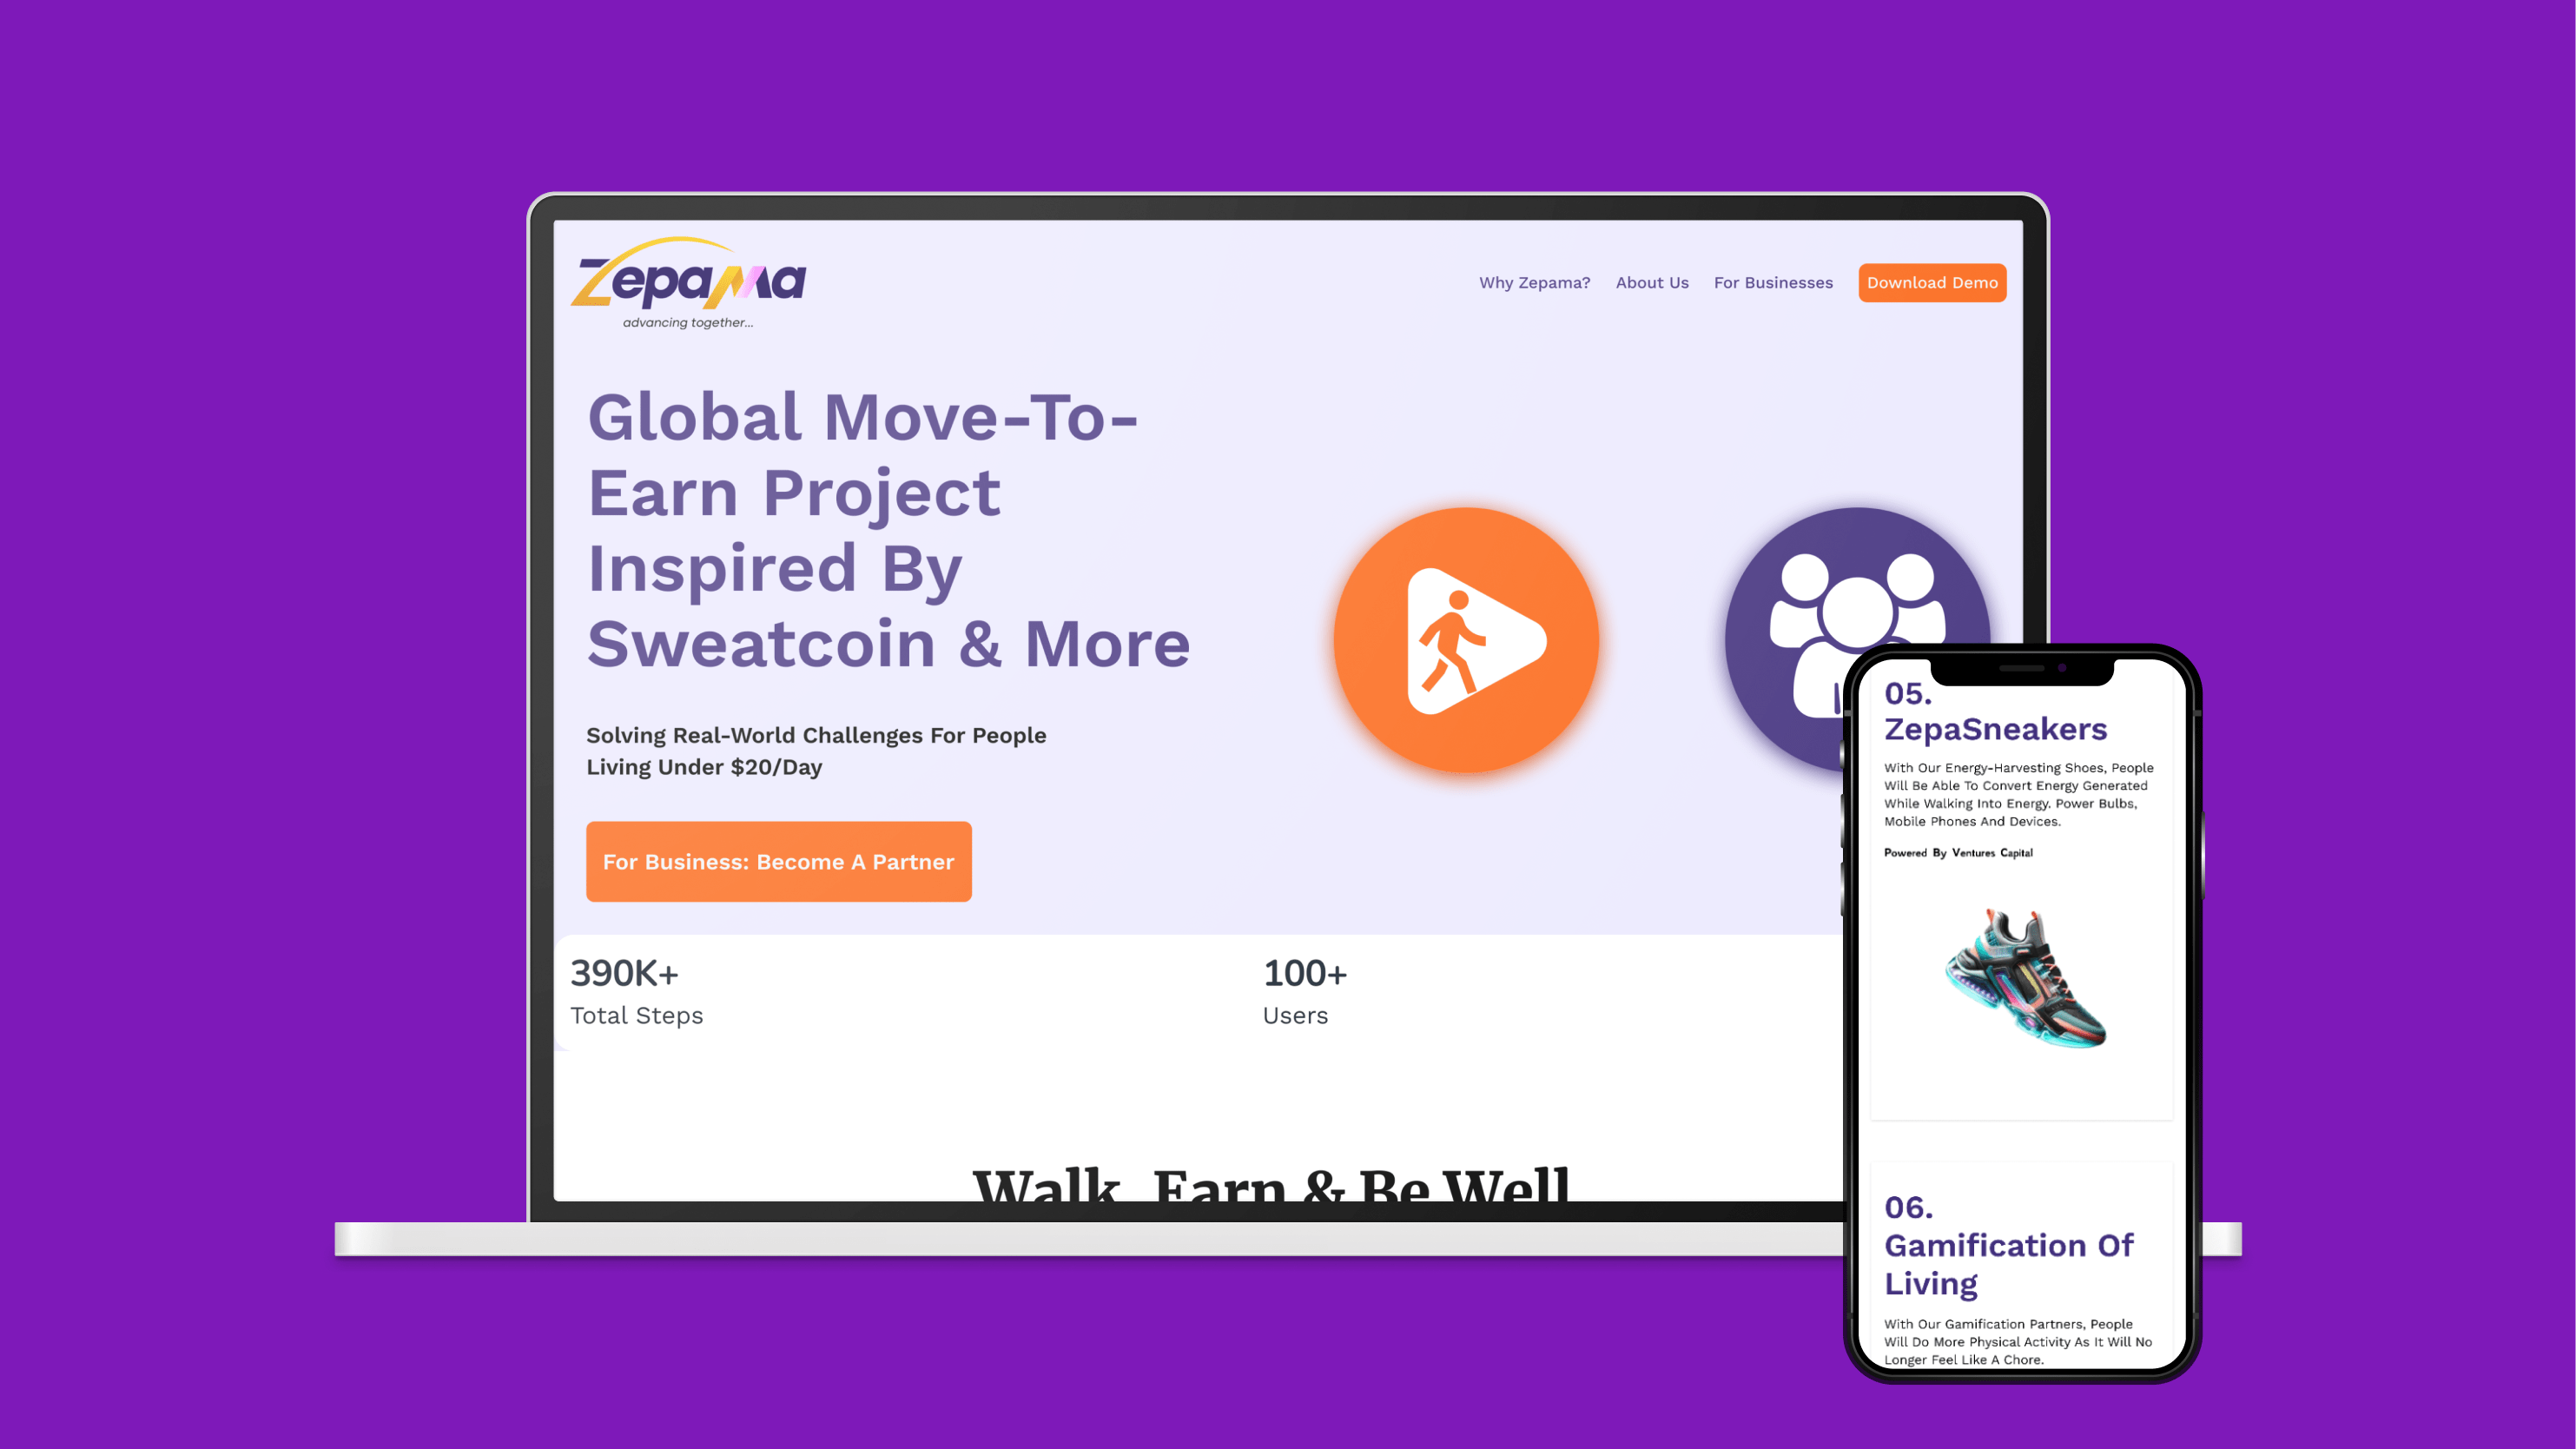 Zepama
advancing together...
Why Zepama?
About Us
For Businesses
Download Demo
Global Move-To-
Earn Project
Inspired By
Sweatcoin & More
Solving Real-World Challenges For People
Living Under $20/Day
For Business: Become A Partner
390K+
Total Steps
100+
Users
Walk, Earn & Be Well
05.
ZepaSneakers
With Our Energy-Harvesting Shoes, People
Will Be Able To Convert Energy Generated
While Walking Into Energy. Power Bulbs,
Mobile Phones And Devices.
Powered By Ventures Capital
06.
Gamification Of
Living
With Our Gamification Partners, People
Will Do More Physical Activity As It Will No
Longer Feel Like A Chore.